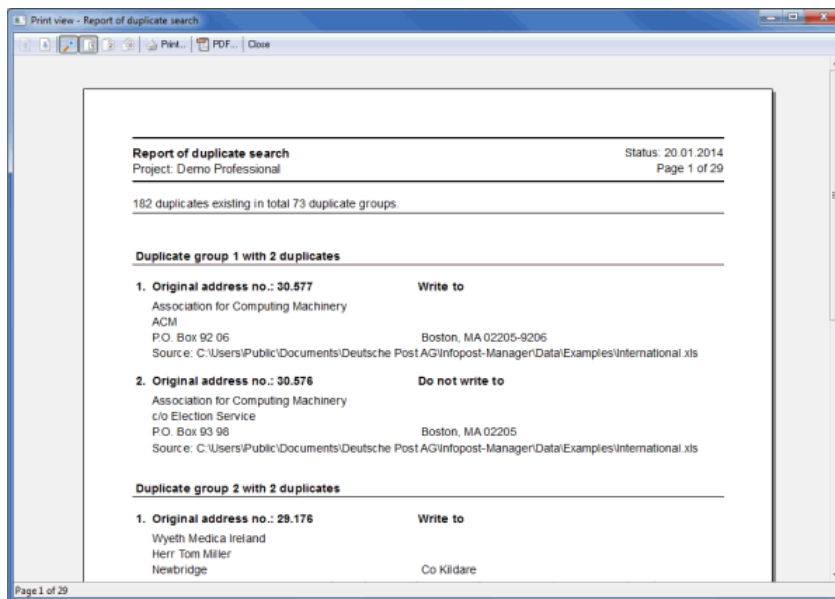 Print view - Report of duplicate search
Print... PDF... Close
Report of duplicate search Status: 20.01.2014
Project: Demo Professional Page 1 of 29
182 duplicates existing in total 73 duplicate groups.
Duplicate group 1 with 2 duplicates
1. Original address no.: 30.577 Write to
Association for Computing Machinery
ACM
P.O. Box 92 06 Boston, MA 02205-9206
Source: C:\Users\Public\Documents\Deutsche Post AG\Infopost-Manager\Data\Examples\International.xls
2. Original address no.: 30.576 Do not write to
Association for Computing Machinery
c/o Election Service
P.O. Box 93 98 Boston, MA 02205
Source: C:\Users\Public\Documents\Deutsche Post AG\Infopost-Manager\Data\Examples\International.xls
Duplicate group 2 with 2 duplicates
1. Original address no.: 29.176 Write to
Wyeth Medica Ireland
Herr Tom Miller
Newbridge Co Kildare
Page 1 of 29